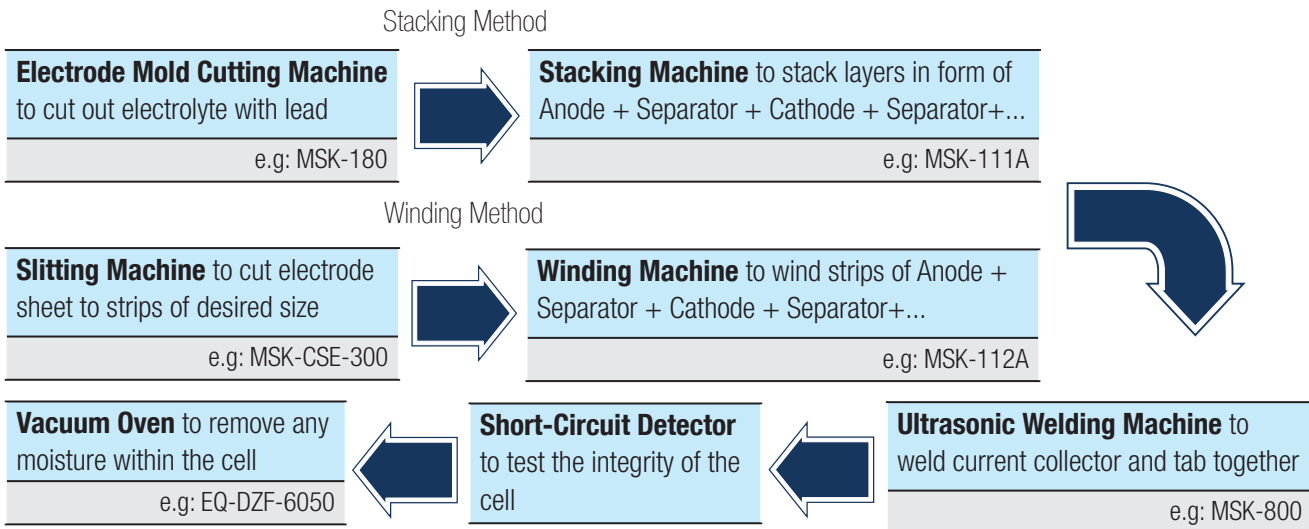 Stacking Method
Electrode Mold Cutting Machine
to cut out electrolyte with lead
e.g: MSK-180
Stacking Machine to stack layers in form of
Anode + Separator + Cathode + Separator+...
e.g: MSK-111A
Winding Method
Slitting Machine to cut electrode
sheet to strips of desired size
e.g: MSK-CSE-300
Winding Machine to wind strips of Anode +
Separator + Cathode + Separator+...
e.g: MSK-112A
Ultrasonic Welding Machine to
weld current collector and tab together
e.g: MSK-800
Short-Circuit Detector
to test the integrity of the
cell
Vacuum Oven to remove any
moisture within the cell
e.g: EQ-DZF-6050